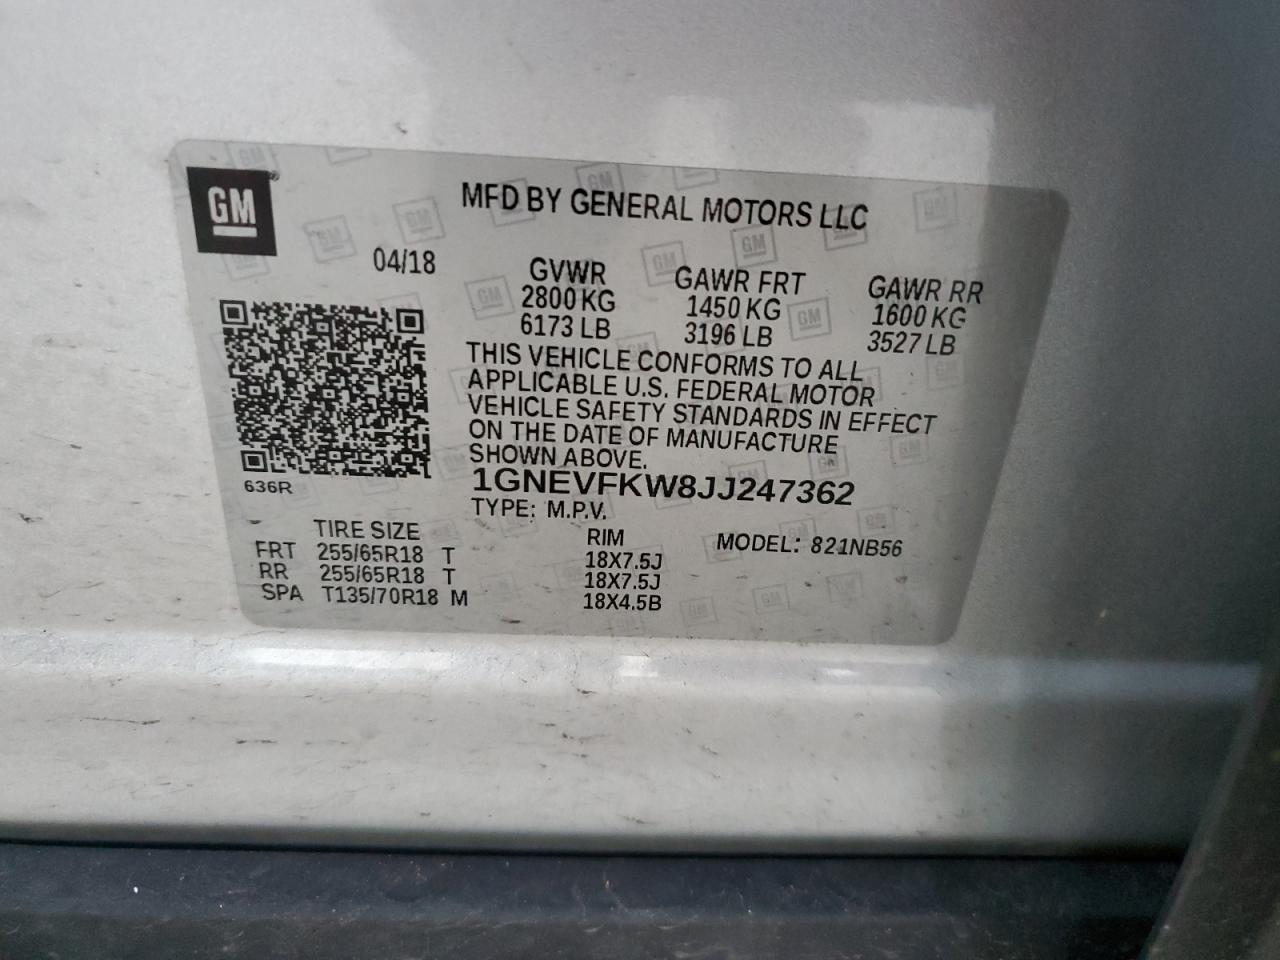 GM
MFD BY GENERAL MOTORS LLC
04/18
GVWR GAWR FRT GAWR RR
2800 KG 1450 KG 1600 KG
6173 LB 3196 LB 3527 LB
THIS VEHICLE CONFORMS TO ALL
APPLICABLE U.S. FEDERAL MOTOR
VEHICLE SAFETY STANDARDS IN EFFECT
ON THE DATE OF MANUFACTURE
SHOWN ABOVE.
636R
1GNEVFKW8JJ247362
TYPE: M.P.V.
TIRE SIZE RIM MODEL: 821NB56
FRT 255/65R18 T 18X7.5J
RR 255/65R18 T 18X7.5J
SPA T135/70R18 M 18X4.5B